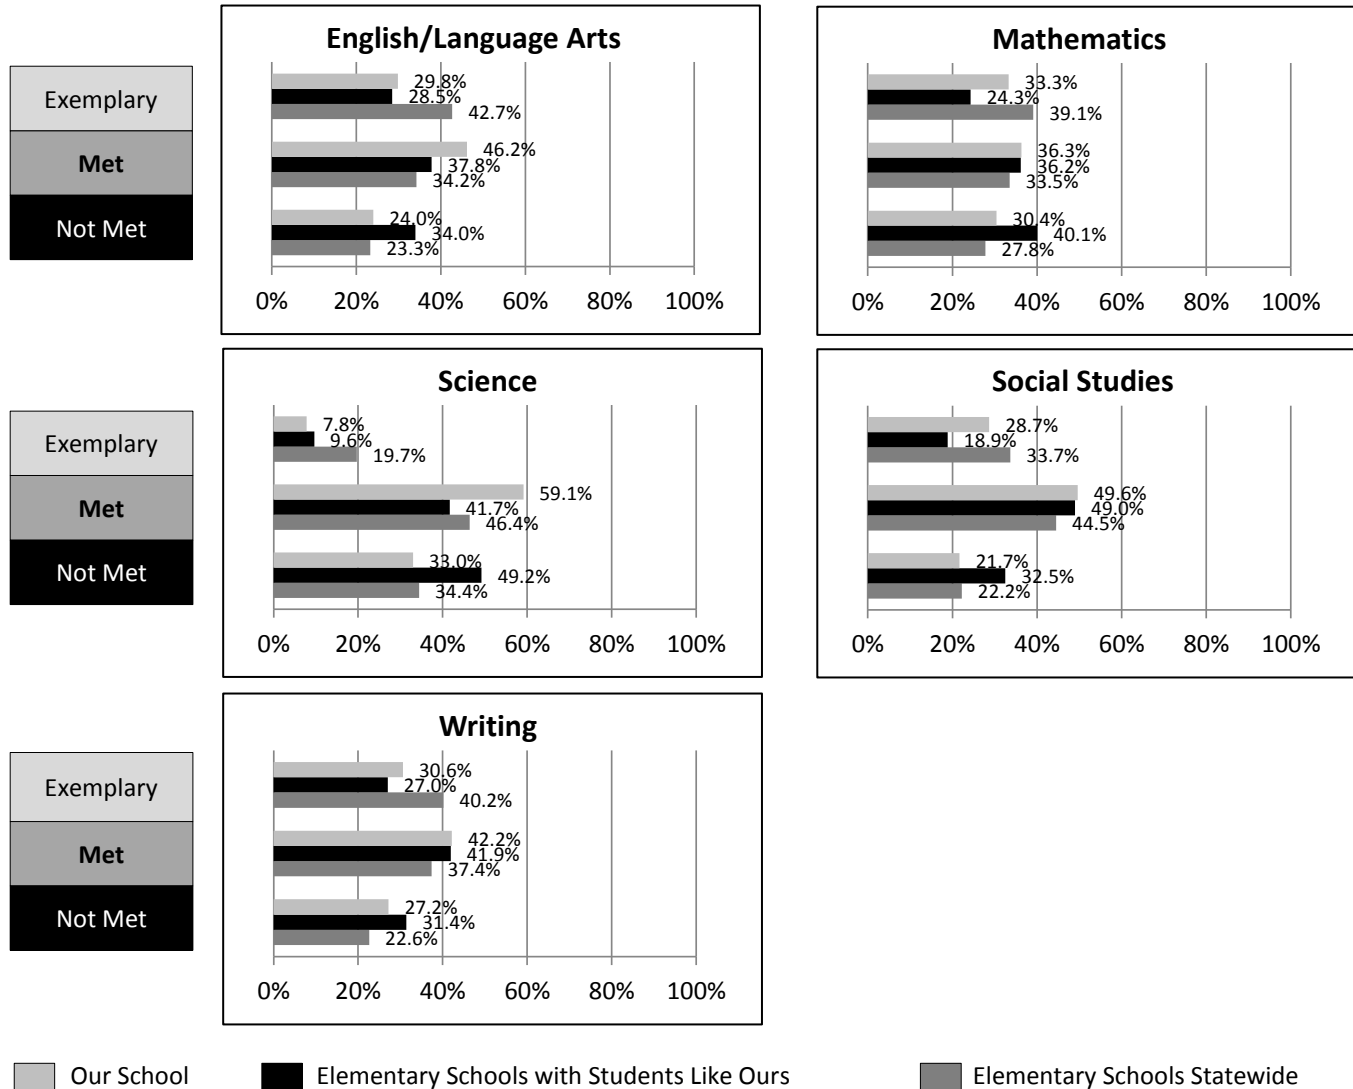 English/Language Arts
Exemplary
Met
Not Met
29.8%
28.5%
42.7%
46.2%
37.8%
34.2%
24.0%
34.0%
23.3%
0% 20% 40% 60% 80% 100%
Mathematics
33.3%
24.3%
39.1%
36.3%
36.2%
33.5%
30.4%
40.1%
27.8%
0% 20% 40% 60% 80% 100%
Science
Exemplary
Met
Not Met
7.8%
9.6%
19.7%
59.1%
41.7%
46.4%
33.0%
49.2%
34.4%
0% 20% 40% 60% 80% 100%
Social Studies
28.7%
18.9%
33.7%
49.6%
49.0%
44.5%
21.7%
32.5%
22.2%
0% 20% 40% 60% 80% 100%
Writing
Exemplary
Met
Not Met
30.6%
27.0%
40.2%
42.2%
41.9%
37.4%
27.2%
31.4%
22.6%
0% 20% 40% 60% 80% 100%
Our School
Elementary Schools with Students Like Ours
Elementary Schools Statewide